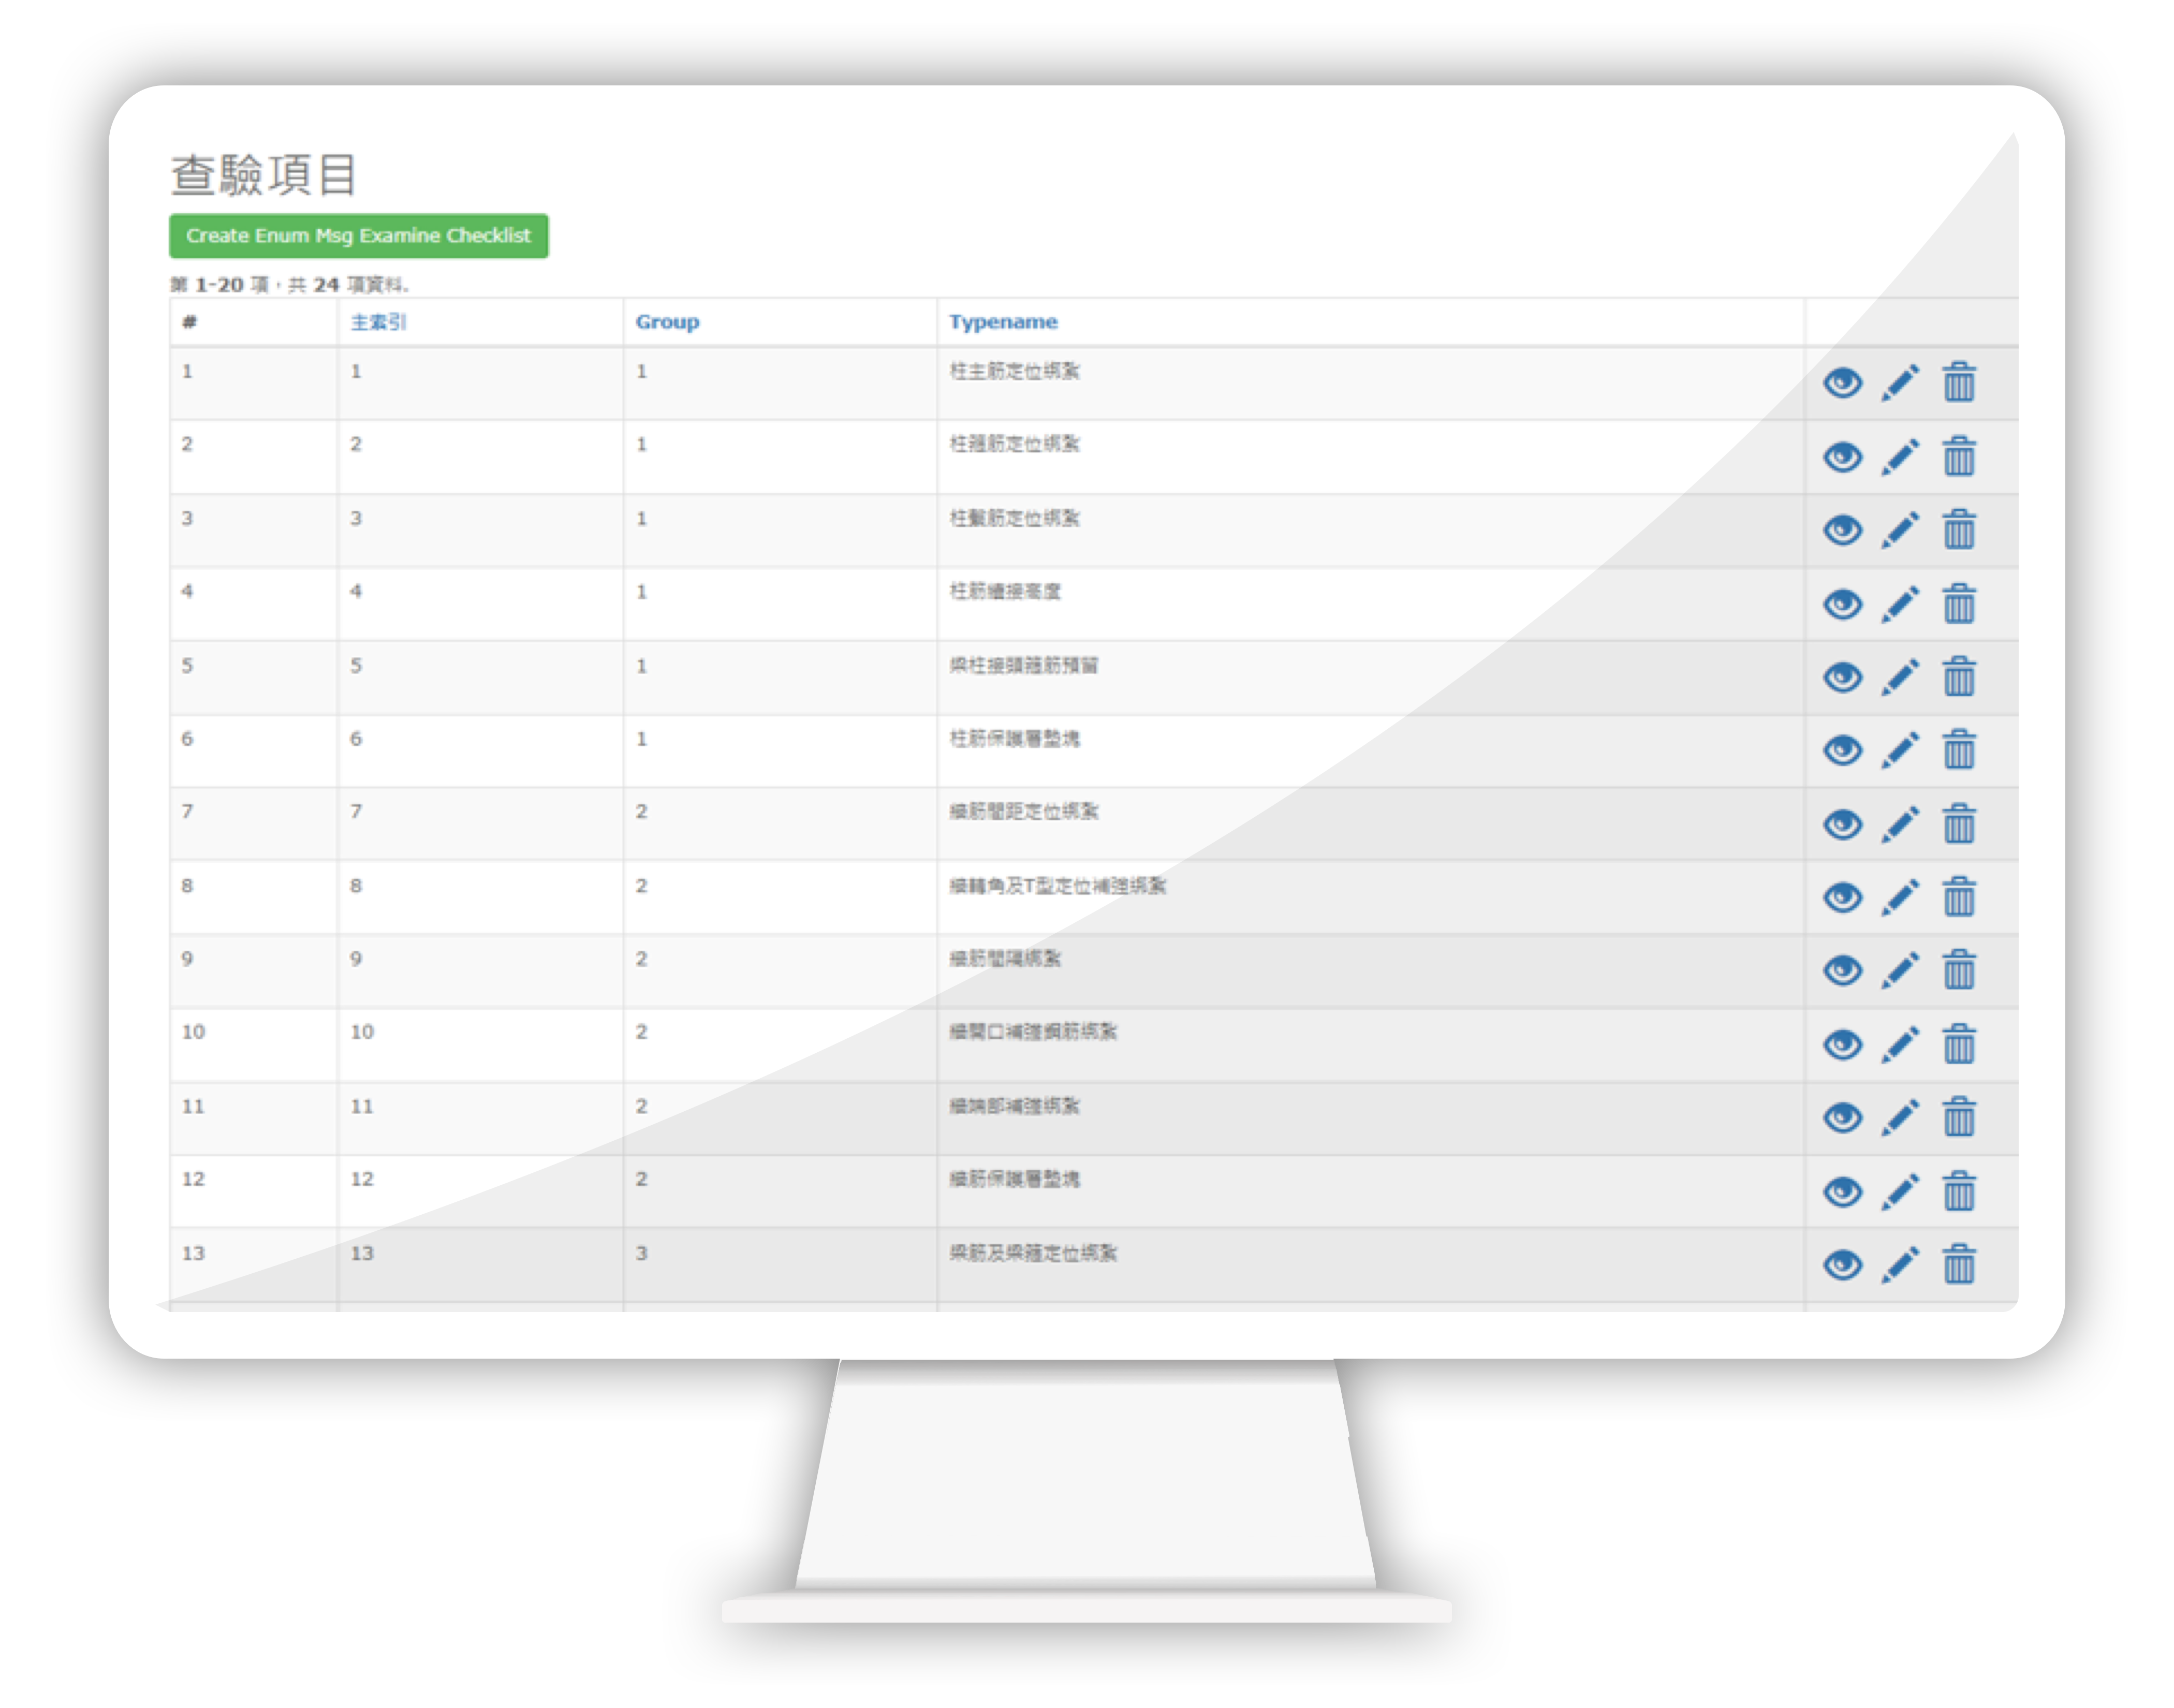 查驗項目
Create Enum Msg Examine Checklist
第 1-20 項，共 24 項資料.
# 主索引 Group Typename
1 1 1 柱主筋定位綁紮
2 2 1 柱箍筋定位綁紮
3 3 1 柱繫筋定位綁紮
4 4 1 柱筋續接高度
5 5 1 梁柱接頭箍筋預留
6 6 1 柱筋保護層墊塊
7 7 2 牆筋間距定位綁紮
8 8 2 牆轉角及T型定位補強綁紮
9 9 2 牆筋間隔綁紮
10 10 2 牆開口補強鋼筋綁紮
11 11 2 牆端部補強綁紮
12 12 2 牆筋保護層墊塊
13 13 3 梁筋及梁箍定位綁紮